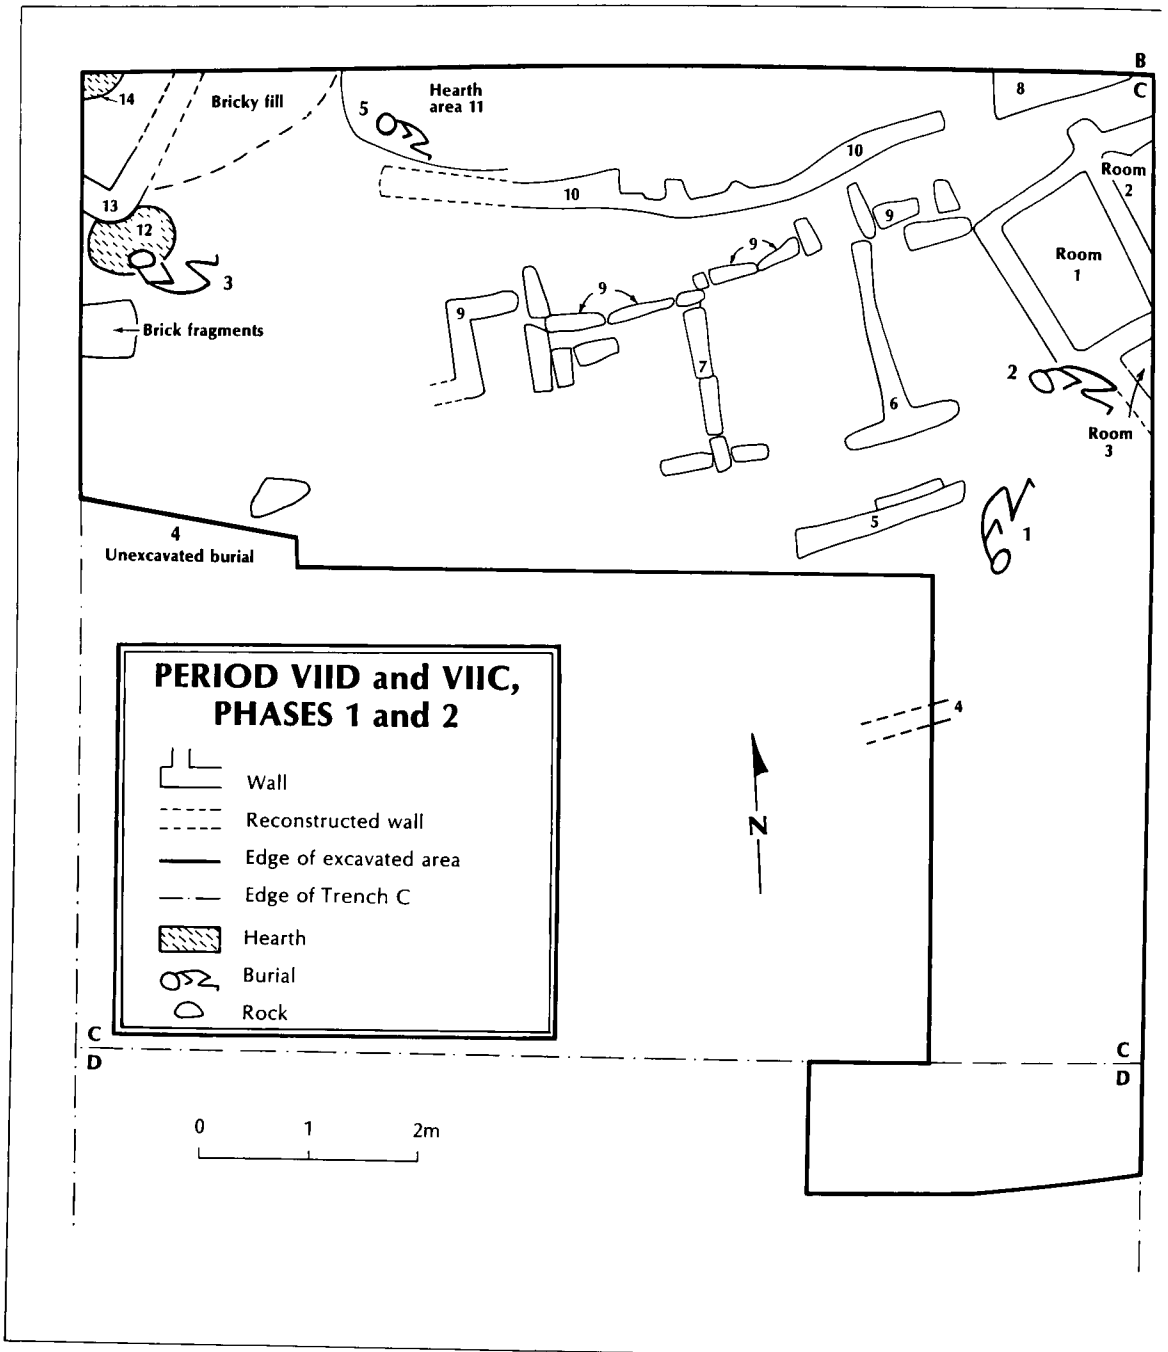 B
C
14
Bricky fill
5
Hearth
area 11
8
10
10
Room
2
13
12
9
9
Room
1
3
9
9
Brick fragments
7
2
6
Room
3
5
1
4
Unexcavated burial
PERIOD VIID and VIIC,
PHASES 1 and 2
Wall
Reconstructed wall
Edge of excavated area
Edge of Trench C
Hearth
Burial
Rock
4
N
C
D
C
D
0 1 2m